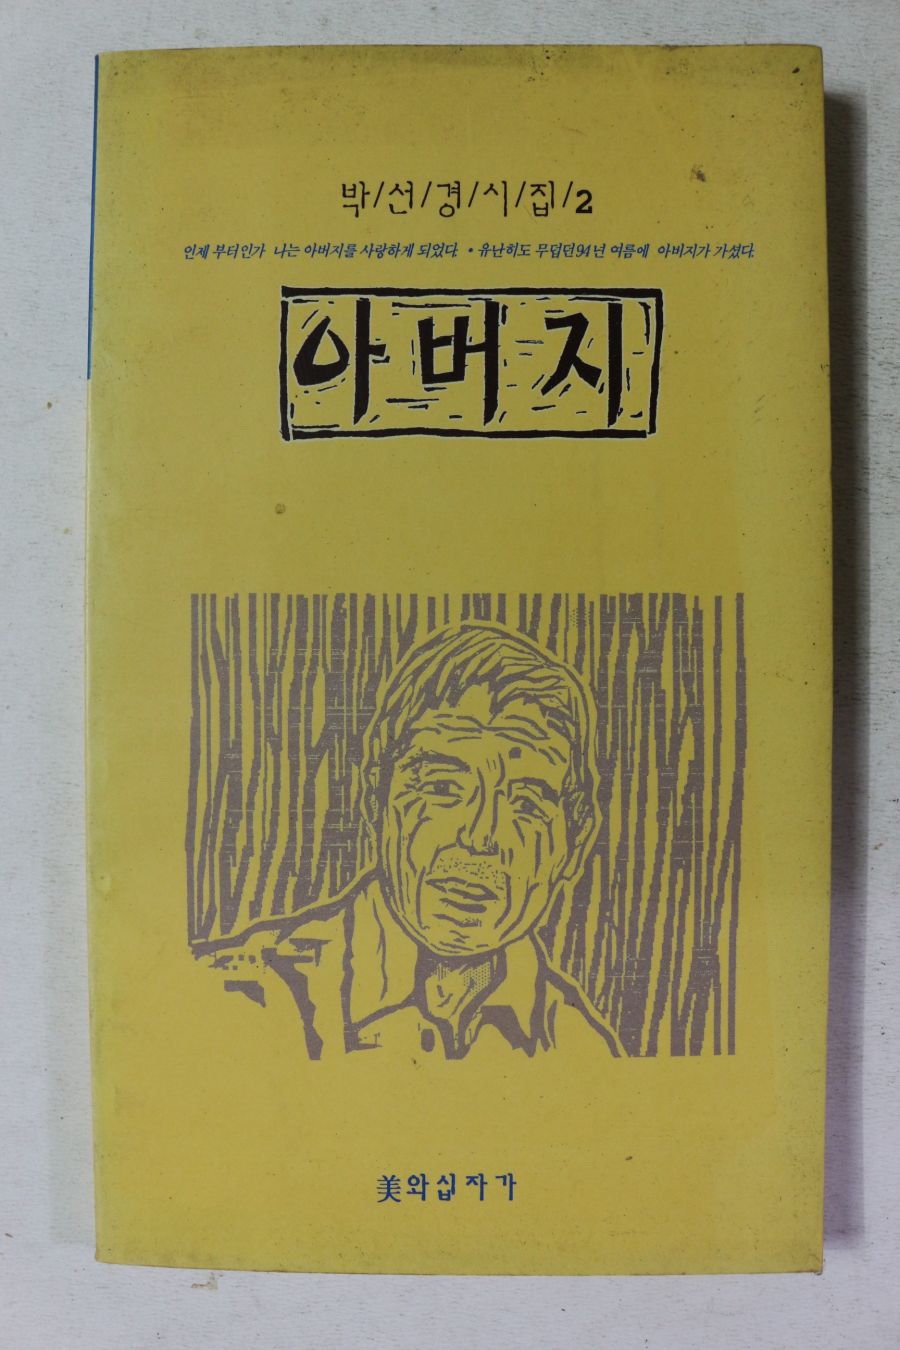 박/선/경/시/집/2
인제 부터인가 나는 아버지를 사랑하게 되었다. • 유난히도 무덥던 94년 여름에 아버지가 가셨다.
아버지
美와십자가